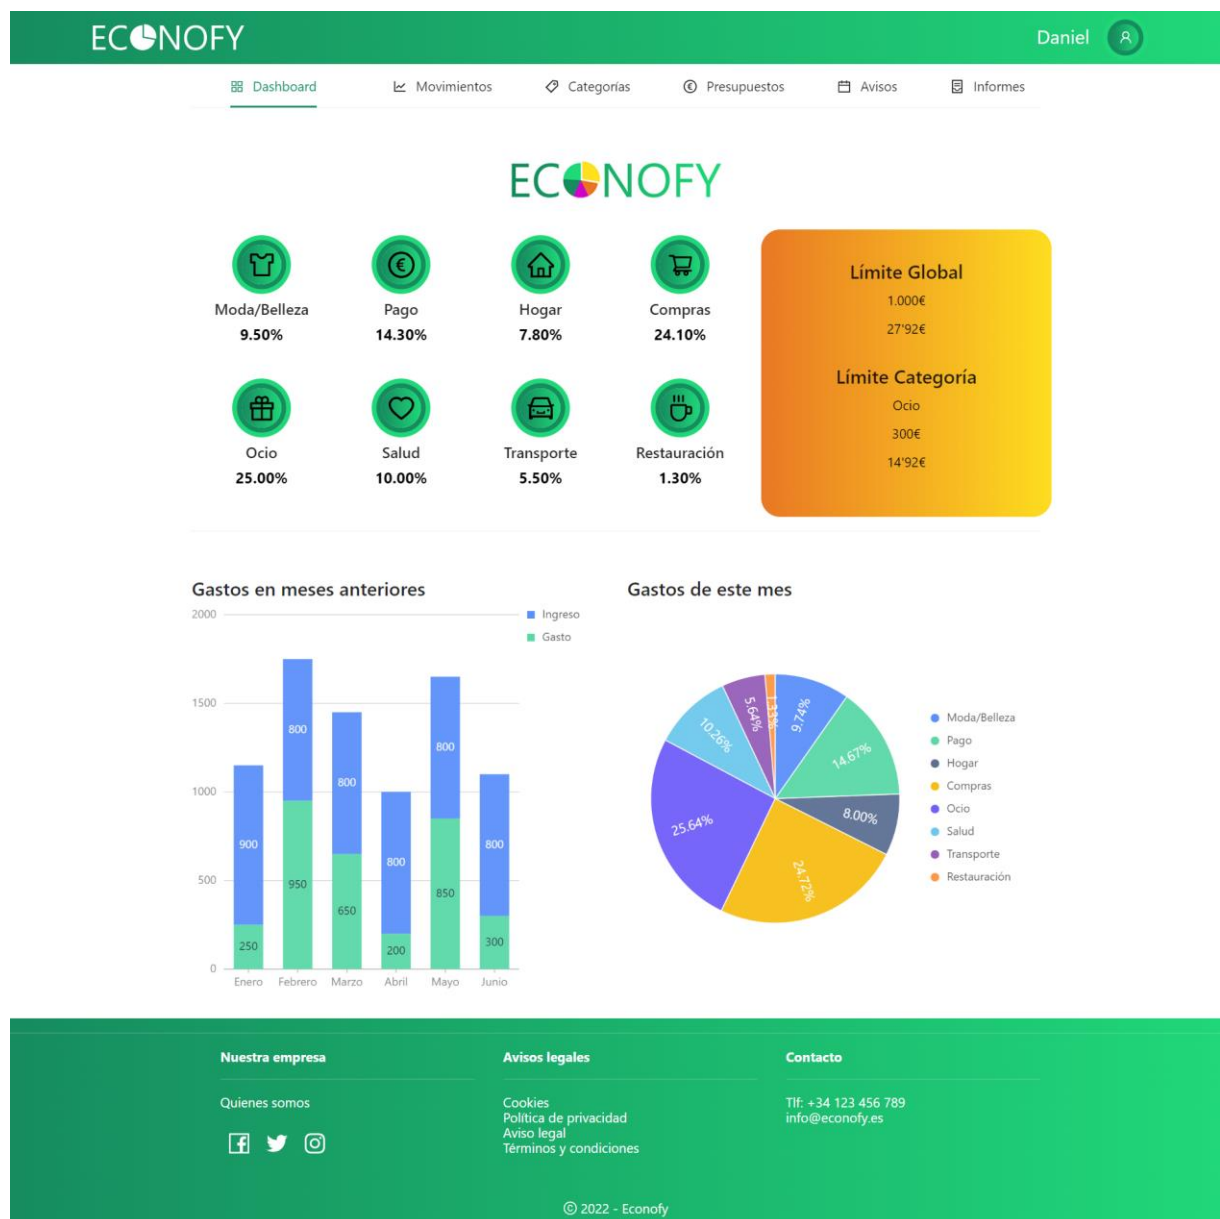 ECONOFY
Daniel
Dashboard
Movimientos
Categorías
Presupuestos
Avisos
Informes
ECONOFY
Moda/Belleza
9.50%
Pago
14.30%
Hogar
7.80%
Compras
24.10%
Ocio
25.00%
Salud
10.00%
Transporte
5.50%
Restauración
1.30%
Límite Global
1.000€
27'92€
Límite Categoría
Ocio
300€
14'92€
Gastos en meses anteriores
2000
1500
1000
500
0
Ingreso
Gasto
900
250
800
950
800
650
800
200
800
850
800
300
Enero
Febrero
Marzo
Abril
Mayo
Junio
Gastos de este mes
9.74%
14.67%
8.00%
24.72%
25.64%
10.26%
5.64%
Moda/Belleza
Pago
Hogar
Compras
Ocio
Salud
Transporte
Restauración
Nuestra empresa
Quienes somos
Avisos legales
Cookies
Política de privacidad
Aviso legal
Términos y condiciones
Contacto
Tlf: +34 123 456 789
info@econofy.es
© 2022 - Econofy